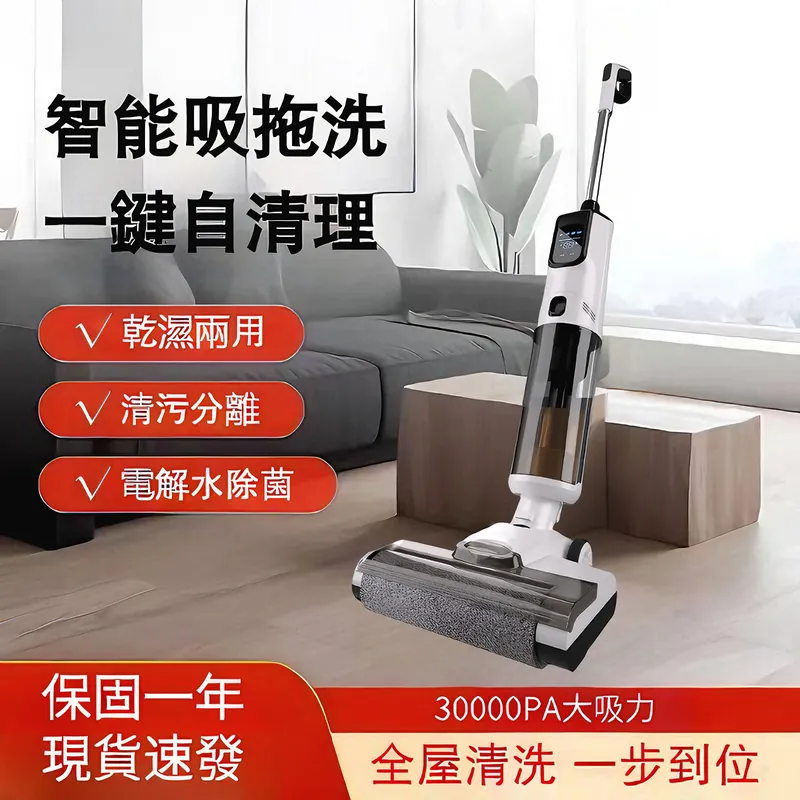 智能吸拖洗
一鍵自清理
乾濕兩用
清污分離
電解水除菌
保固一年
現貨速發
30000PA大吸力
全屋清洗 一步到位